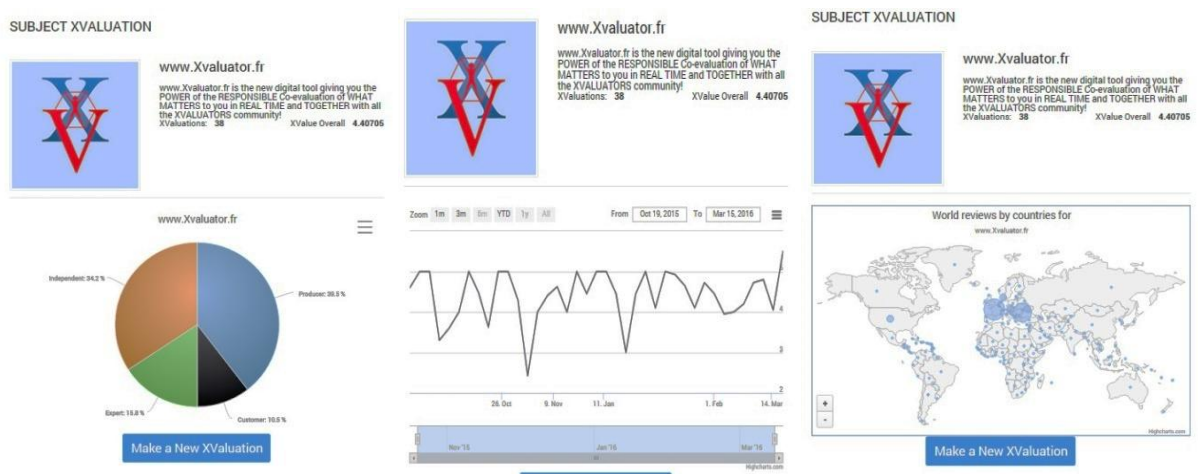 SUBJECT XVALUATION
www.Xvaluator.fr
www.Xvaluator.fr is the new digital tool giving you the
POWER of the RESPONSIBLE Co-evaluation of WHAT
MATTERS to you in REAL TIME and TOGETHER with all
the XVALUATORS community!
XValuations: 38 XValue Overall 4.40705
www.Xvaluator.fr
Independent: 34.2 %
Producer: 39.5 %
Expert: 15.8 %
Customer: 10.5 %
Make a New XValuation
www.Xvaluator.fr
www.Xvaluator.fr is the new digital tool giving you the
POWER of the RESPONSIBLE Co-evaluation of WHAT
MATTERS to you in REAL TIME and TOGETHER with all
the XVALUATORS community!
XValuations: 38 XValue Overall 4.40705
Zoom 1m 3m 6m YTD 1y All From Oct 19, 2015 To Mar 15, 2016
4
3
2
26. Oct 9. Nov 11. Jan 1. Feb 14. Mar
Nov '15 Jan '16 Mar '16
Highcharts.com
SUBJECT XVALUATION
www.Xvaluator.fr
www.Xvaluator.fr is the new digital tool giving you the
POWER of the RESPONSIBLE Co-evaluation of WHAT
MATTERS to you in REAL TIME and TOGETHER with all
the XVALUATORS community!
XValuations: 38 XValue Overall 4.40705
World reviews by countries for
www.Xvaluator.fr
+
-
Highcharts.com
Make a New XValuation